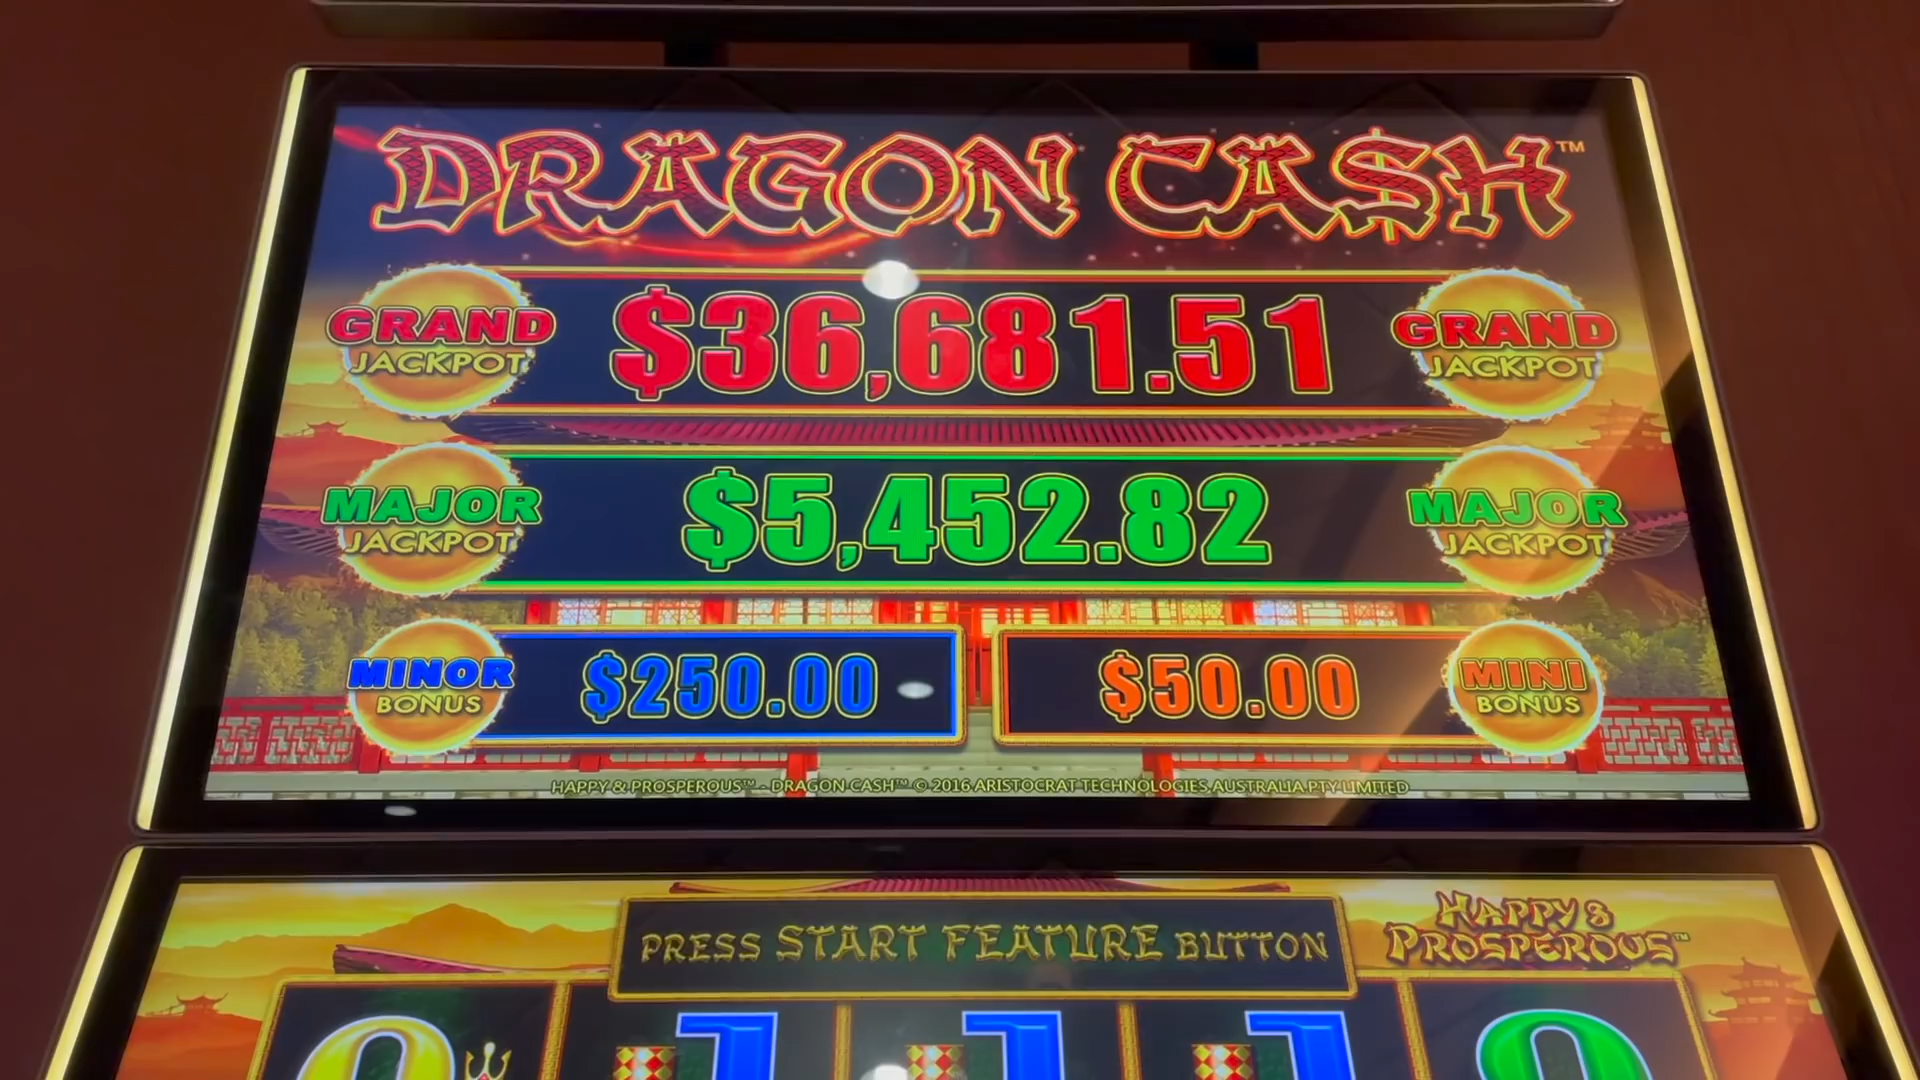 DRAGON CA$H™
GRAND JACKPOT
$36,681.51
GRAND JACKPOT
MAJOR JACKPOT
$5,452.82
MAJOR JACKPOT
MINOR BONUS
$250.00
$50.00
MINI BONUS
HAPPY & PROSPEROUS™ - DRAGON CASH™ © 2016 ARISTOCRAT TECHNOLOGIES AUSTRALIA PTY LIMITED
PRESS START FEATURE BUTTON
HAPPY & PROSPEROUS™